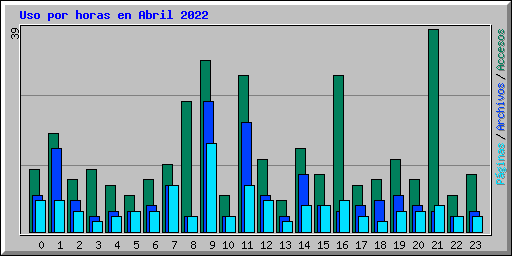 Uso por horas en Abril 2022
39
Páginas / Archivos / Accesos
0 1 2 3 4 5 6 7 8 9 10 11 12 13 14 15 16 17 18 19 20 21 22 23